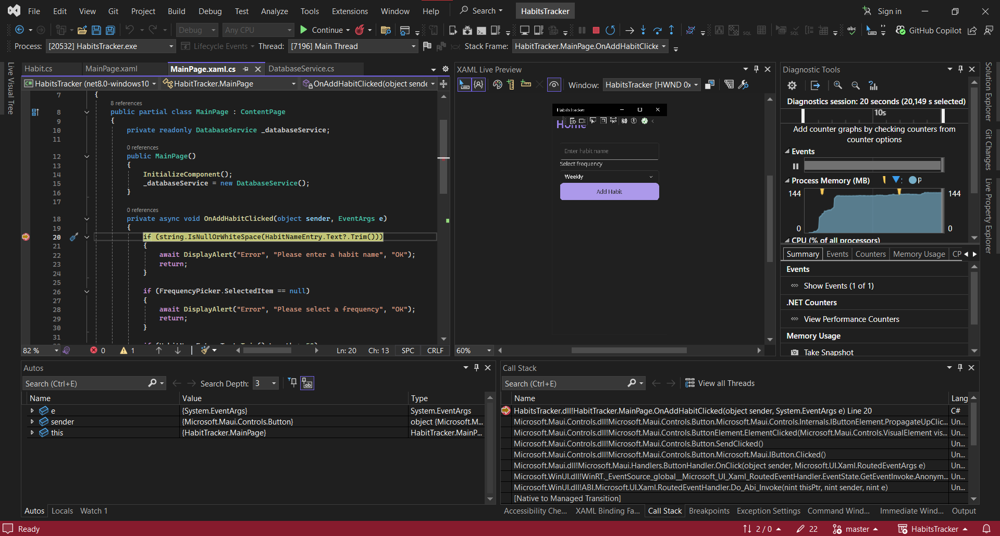 File Edit View Git Project Build Debug Test Analyze Tools Extensions Window Help Search HabitsTracker Sign in
Debug Any CPU Continue GitHub Copilot
Process: [20532] HabitsTracker.exe Lifecycle Events Thread: [7196] Main Thread Stack Frame: HabitTracker.MainPage.OnAddHabitClicke
Live Visual Tree
Habit.cs MainPage.xaml MainPage.xaml.cs DatabaseService.cs
HabitsTracker (net8.0-windows10 HabitTracker.MainPage OnAddHabitClicked(object sende
7 {
8 references
8 public partial class MainPage : ContentPage
9 {
10 private readonly DatabaseService _databaseService;
11
0 references
12 public MainPage()
13 {
14 InitializeComponent();
15 _databaseService = new DatabaseService();
16 }
17
0 references
18 private async void OnAddHabitClicked(object sender, EventArgs e)
19 {
20 if (string.IsNullOrWhiteSpace(HabitNameEntry.Text?.Trim()))
21 {
22 await DisplayAlert("Error", "Please enter a habit name", "OK");
23 return;
24 }
25
26 if (FrequencyPicker.SelectedItem == null)
27 {
28 await DisplayAlert("Error", "Please select a frequency", "OK");
29 return;
30 }
31
82 % 0 1 Ln: 20 Ch: 13 SPC CRLF
XAML Live Preview
Window: HabitsTracker [HWND 0x
HabitsTracker
Home
Enter habit name
Select frequency
Weekly
Add Habit
60%
Diagnostic Tools
Diagnostics session: 20 seconds (20,149 s selected)
10s
Add counter graphs by checking counters from
counter options
Events
Process Memory (MB) P
144 144
0 0
CPU (% of all processors)
Summary Events Counters Memory Usage CP
Events
Show Events (1 of 1)
.NET Counters
View Performance Counters
Memory Usage
Take Snapshot
Solution Explorer
Git Changes
Live Property Explorer
Autos
Search (Ctrl+E) Search Depth: 3
Name Value Type
e {System.EventArgs} System.EventArgs
sender {Microsoft.Maui.Controls.Button} object {Microsoft.M...
this {HabitTracker.MainPage} HabitTracker.MainP...
Autos Locals Watch 1
Call Stack
Search (Ctrl+E) View all Threads
Name Lang
HabitsTracker.dll!HabitTracker.MainPage.OnAddHabitClicked(object sender, System.EventArgs e) Line 20 C#
Microsoft.Maui.Controls.dll!Microsoft.Maui.Controls.Button.Microsoft.Maui.Controls.Internals.IButtonElement.PropagateUpClic... Un...
Microsoft.Maui.Controls.dll!Microsoft.Maui.Controls.ButtonElement.ElementClicked(Microsoft.Maui.Controls.VisualElement vis... Un...
Microsoft.Maui.Controls.dll!Microsoft.Maui.Controls.Button.SendClicked() Un...
Microsoft.Maui.Controls.dll!Microsoft.Maui.Controls.Button.Microsoft.Maui.IButton.Clicked() Un...
Microsoft.Maui.dll!Microsoft.Maui.Handlers.ButtonHandler.OnClick(object sender, Microsoft.UI.Xaml.RoutedEventArgs e) Un...
Microsoft.WinUI.dll!WinRT._EventSource_global__Microsoft_UI_Xaml_RoutedEventHandler.EventState.GetEventInvoke.Anonym... Un...
Microsoft.WinUI.dll!ABI.Microsoft.UI.Xaml.RoutedEventHandler.Do_Abi_Invoke(nint thisPtr, nint sender, nint e) Un...
[Native to Managed Transition]
Accessibility Che... XAML Binding Fa... Call Stack Breakpoints Exception Settings Command Wind... Immediate Wind... Output
Ready 2 / 0 22 master HabitsTracker